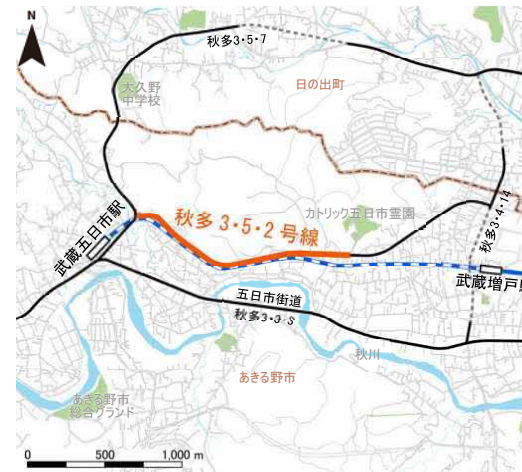 N
秋多3・5・7
大久野
中学校
日の出町
秋多3・4・14
カトリック五日市霊園
秋多3・5・2号線
武蔵五日市駅
武蔵増戸駅
五日市街道
秋多3・3・S
秋川
あきる野市
あきる野市
総合グランド
0 500 1,000 m